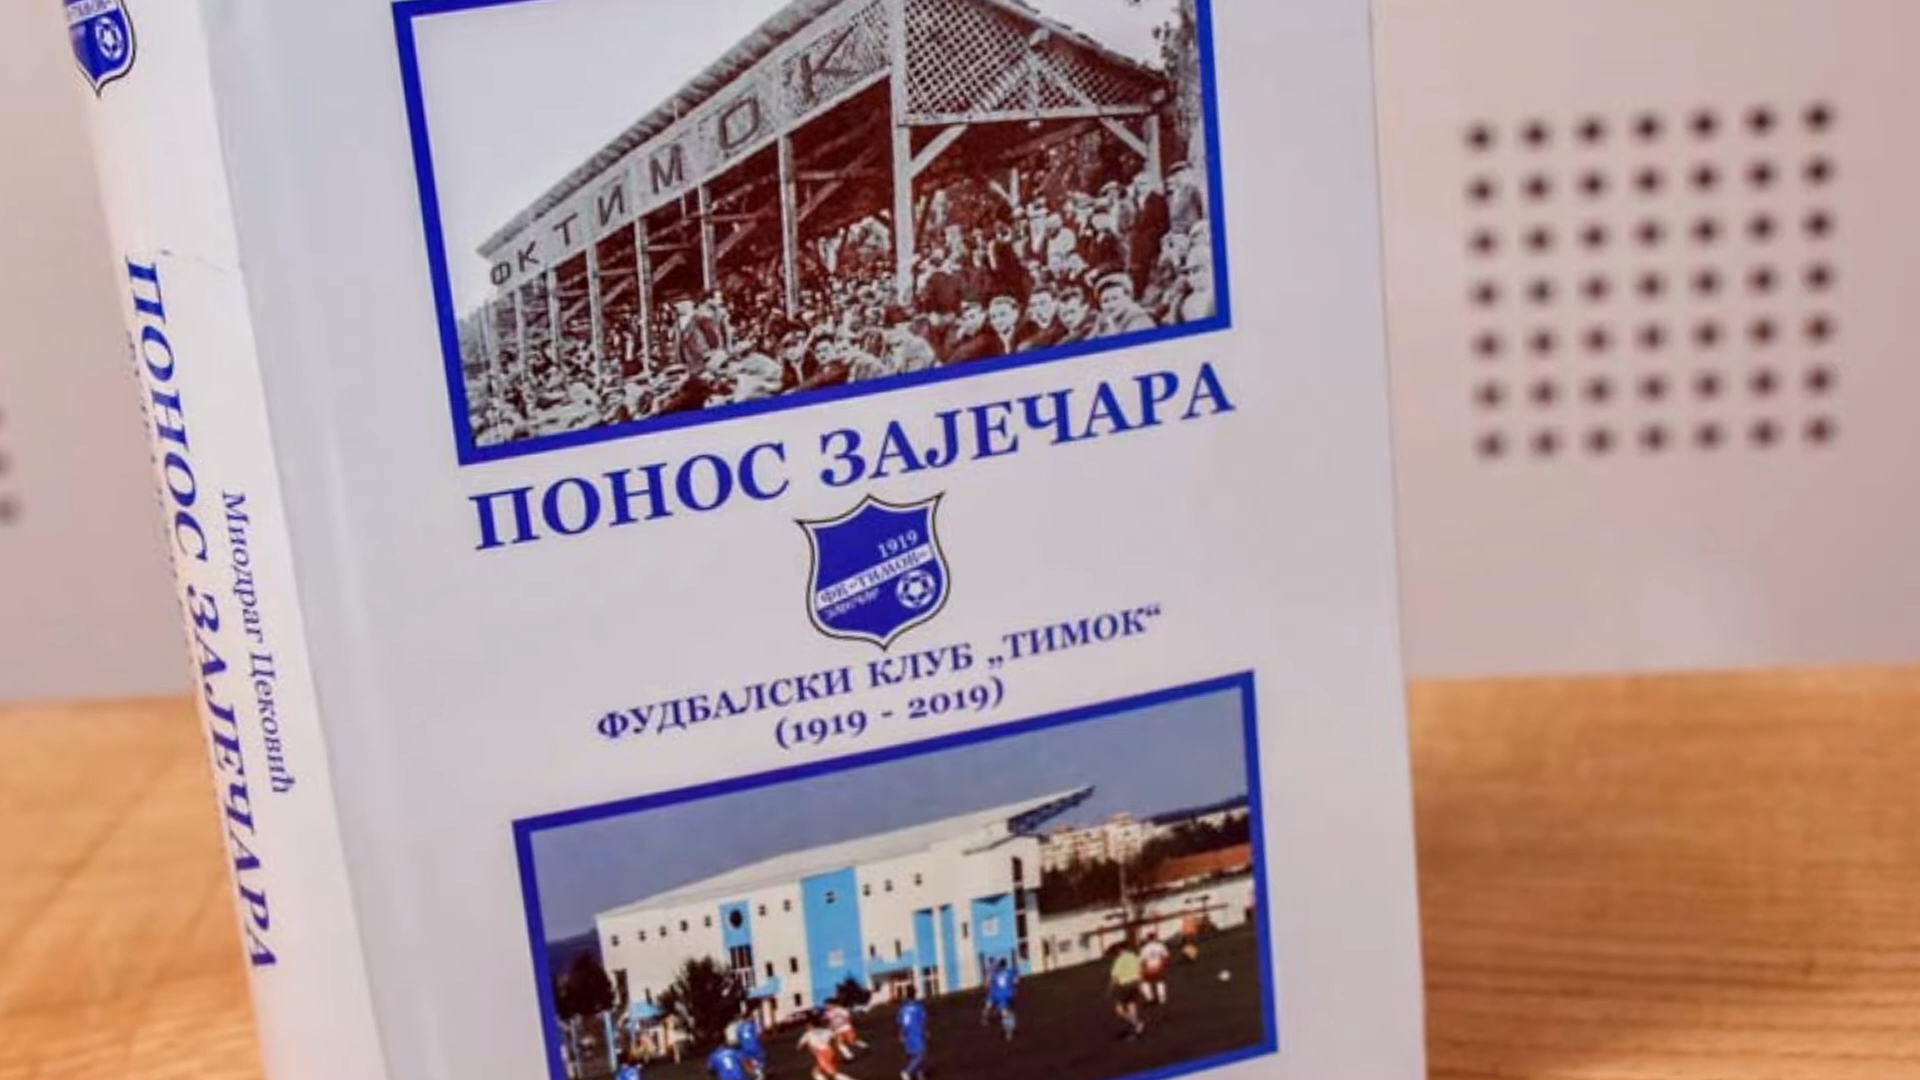 ФК ТИМОК
ПОНОС ЗАЈЕЧАРА
1919
ФК „ТИМОК“
ЗАЈЕЧАР
ФУДБАЛСКИ КЛУБ „ТИМОК“
(1919 - 2019)
Миодраг Цековић
ПОНОС ЗАЈЕЧАРА